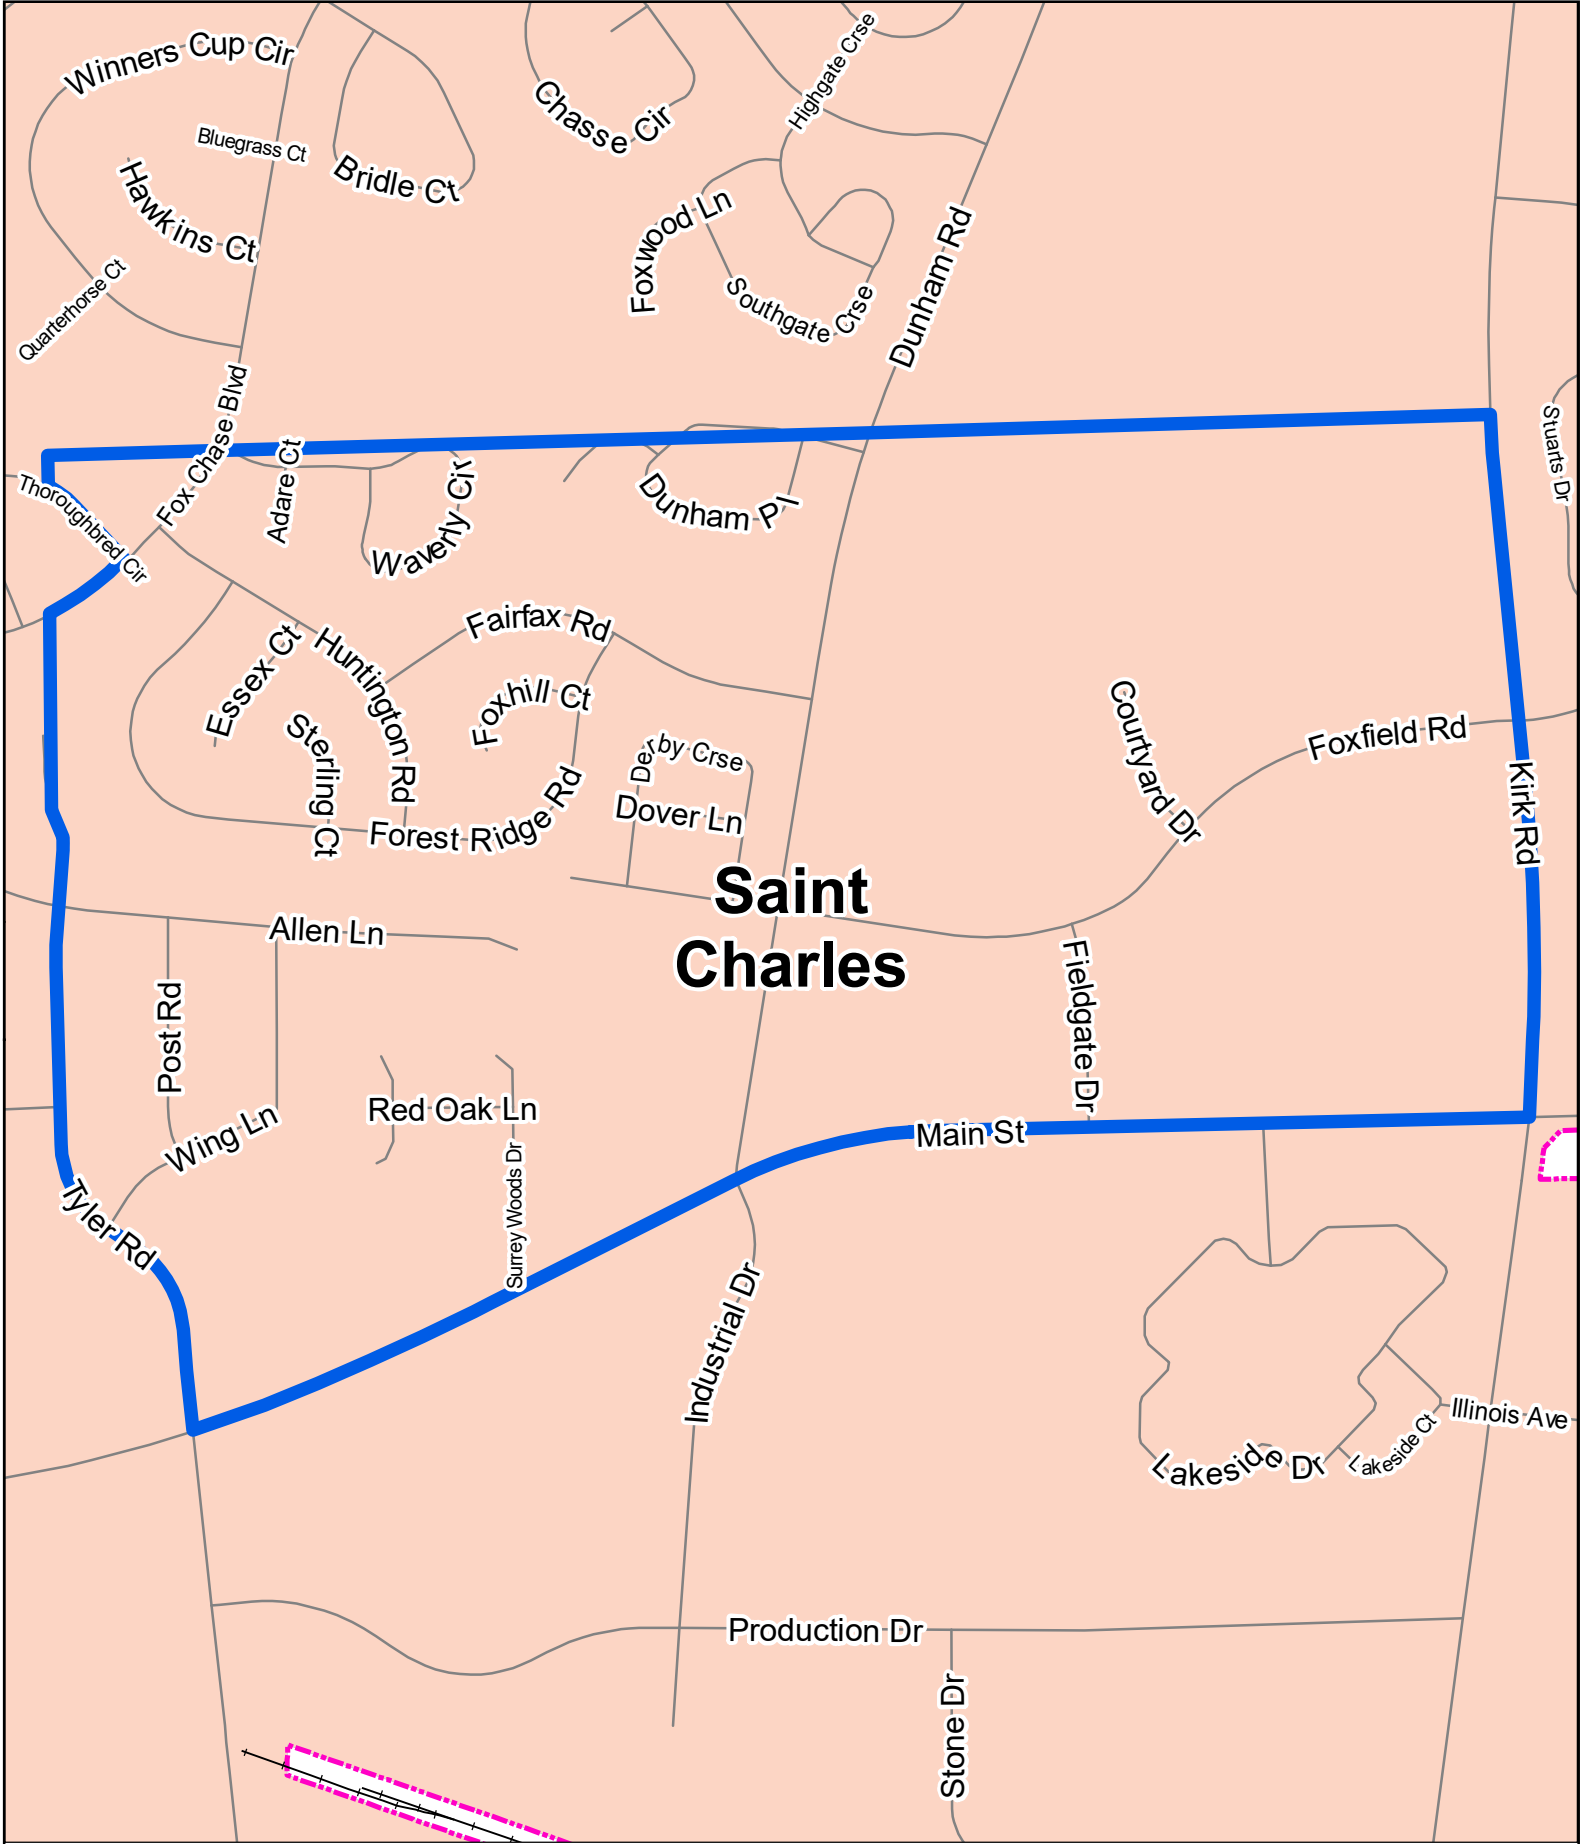 Winners Cup Cir
Highgate Crse
Chasse Cir
Bluegrass Ct
Bridle Ct
Hawkins Ct
Foxwood Ln
Dunham Rd
Quarterhorse Ct
Southgate Crse
Fox Chase Blvd
Stuarts Dr
Adare Ct
Waverly Cir
Thoroughbred Cir
Dunham Pl
Fairfax Rd
Essex Ct
Huntington Rd
Foxhill Ct
Courtyard Dr
Foxfield Rd
Sterling Ct
Derby Crse
Kirk Rd
Dover Ln
Forest Ridge Rd
Saint
Charles
Allen Ln
Fieldgate Dr
Post Rd
Red Oak Ln
Wing Ln
Main St
Surrey Woods Dr
Tyler Rd
Industrial Dr
Illinois Ave
Lakeside Ct
Lakeside Dr
Production Dr
Stone Dr